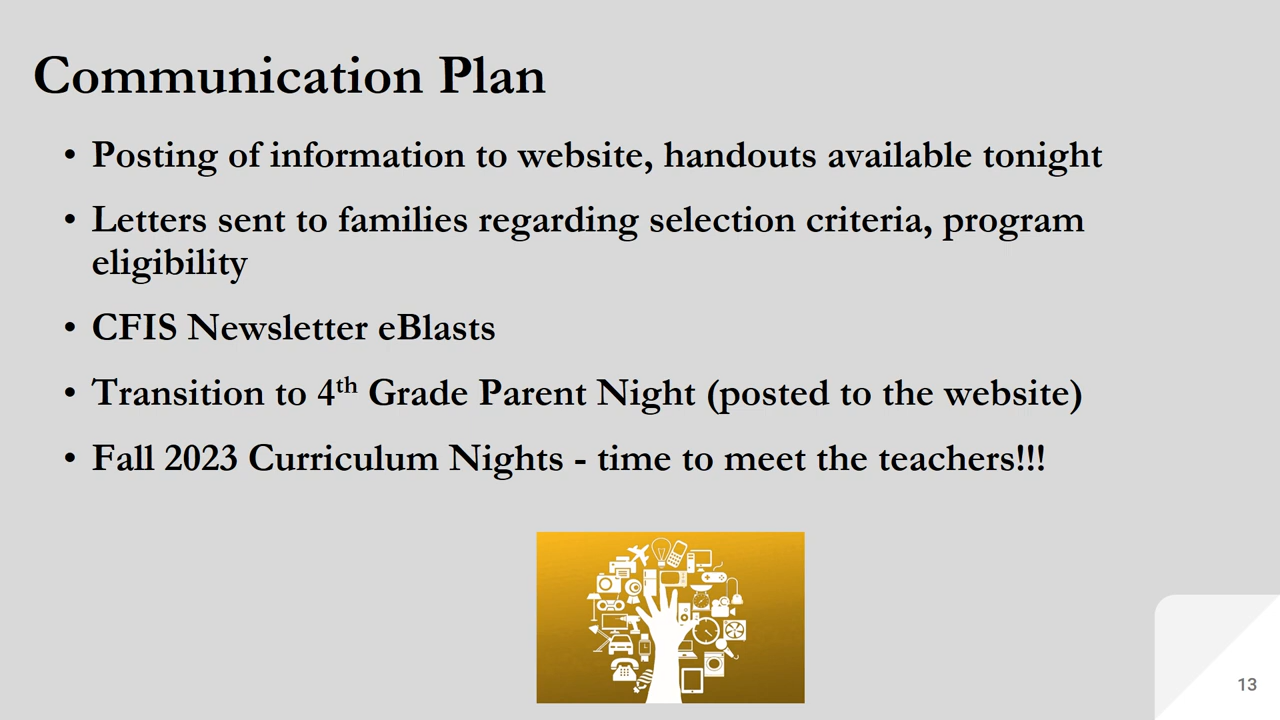 Communication Plan
• Posting of information to website, handouts available tonight
• Letters sent to families regarding selection criteria, program
eligibility
• CFIS Newsletter eBlasts
• Transition to 4th Grade Parent Night (posted to the website)
• Fall 2023 Curriculum Nights - time to meet the teachers!!!
13